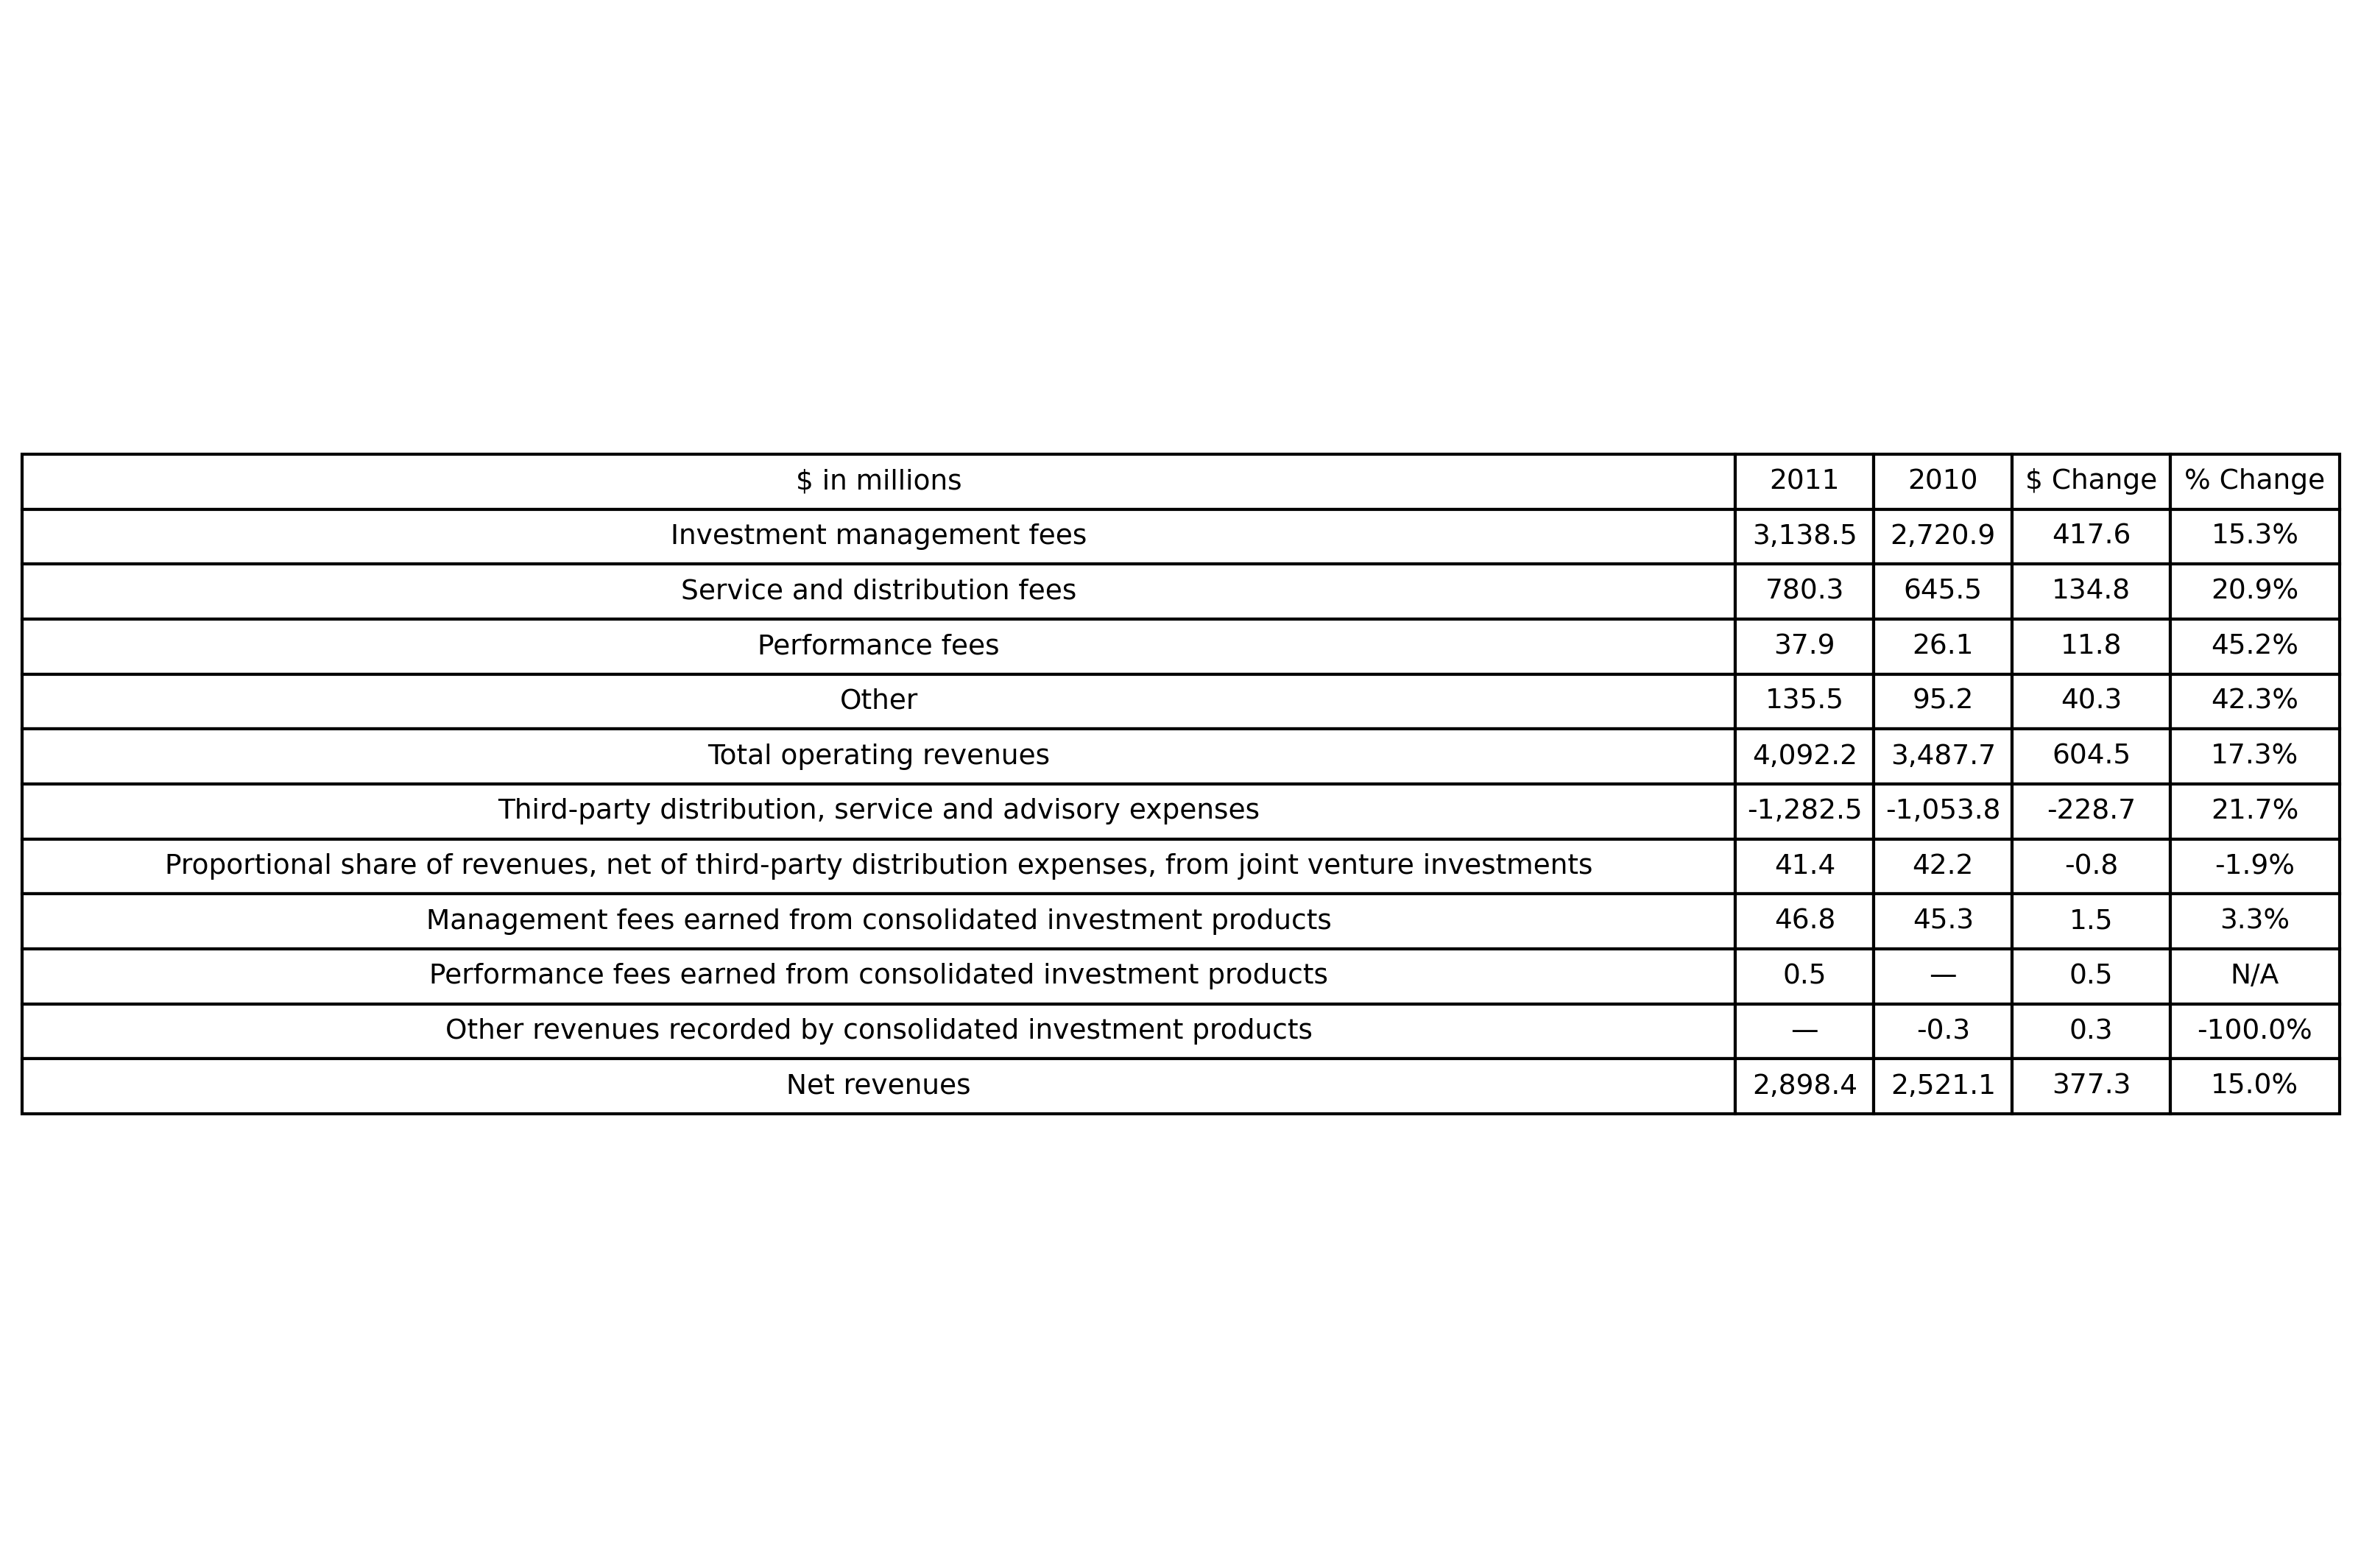 $ in millions 2011 2010 $ Change % Change
Investment management fees 3,138.5 2,720.9 417.6 15.3%
Service and distribution fees 780.3 645.5 134.8 20.9%
Performance fees 37.9 26.1 11.8 45.2%
Other 135.5 95.2 40.3 42.3%
Total operating revenues 4,092.2 3,487.7 604.5 17.3%
Third-party distribution, service and advisory expenses -1,282.5 -1,053.8 -228.7 21.7%
Proportional share of revenues, net of third-party distribution expenses, from joint venture investments 41.4 42.2 -0.8 -1.9%
Management fees earned from consolidated investment products 46.8 45.3 1.5 3.3%
Performance fees earned from consolidated investment products 0.5 — 0.5 N/A
Other revenues recorded by consolidated investment products — -0.3 0.3 -100.0%
Net revenues 2,898.4 2,521.1 377.3 15.0%